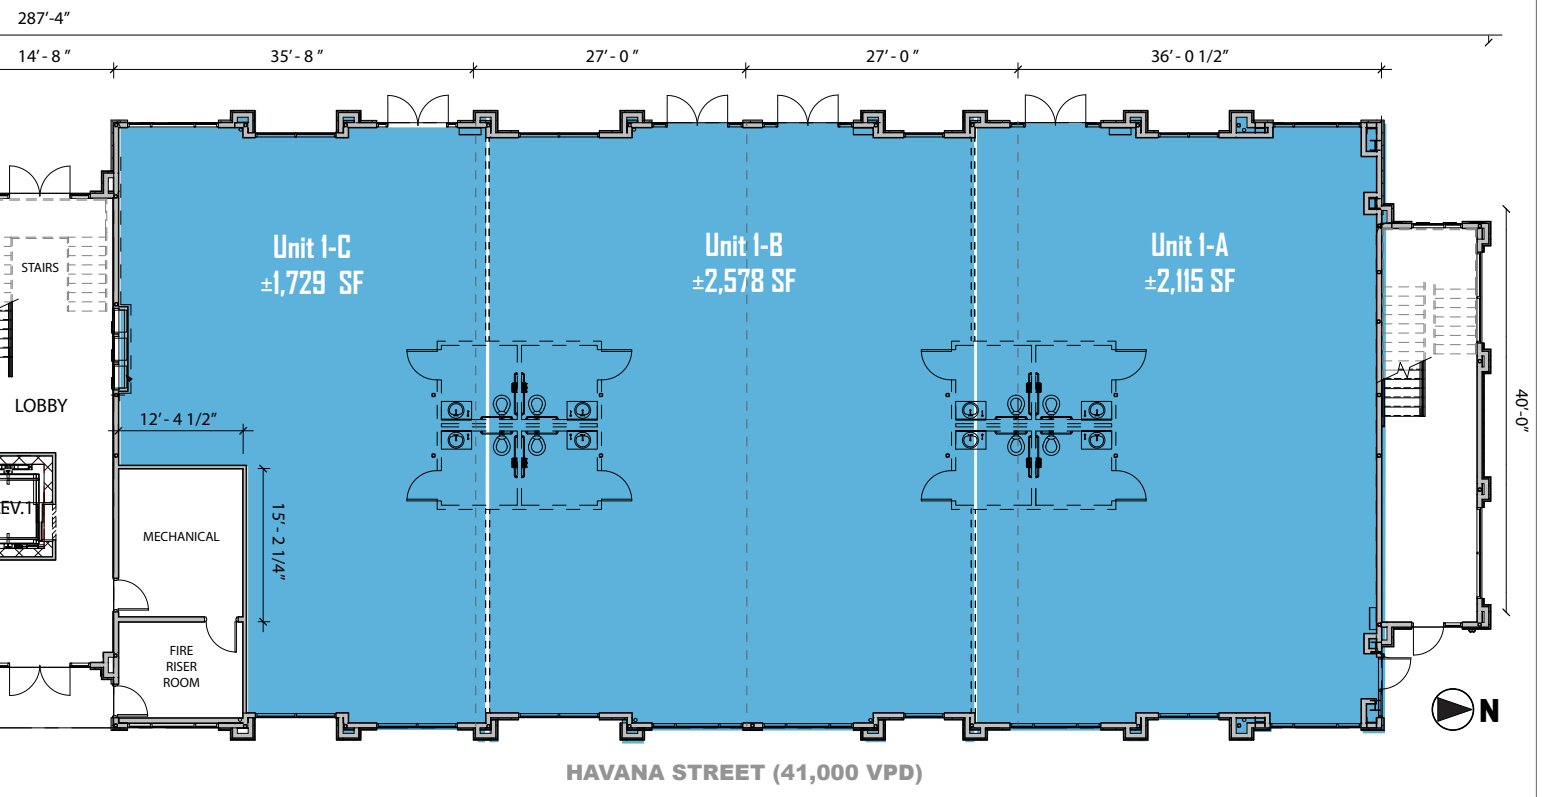 287'-4"
14'- 8 "
35'- 8 "
27'- 0 "
27'- 0 "
36'- 0 1/2"
Unit 1-C
±1,729 SF
Unit 1-B
±2,578 SF
Unit 1-A
±2,115 SF
STAIRS
LOBBY
12'- 4 1/2"
40'-0"
EV.1
MECHANICAL
15'- 2 1/4"
FIRE
RISER
ROOM
N
HAVANA STREET (41,000 VPD)